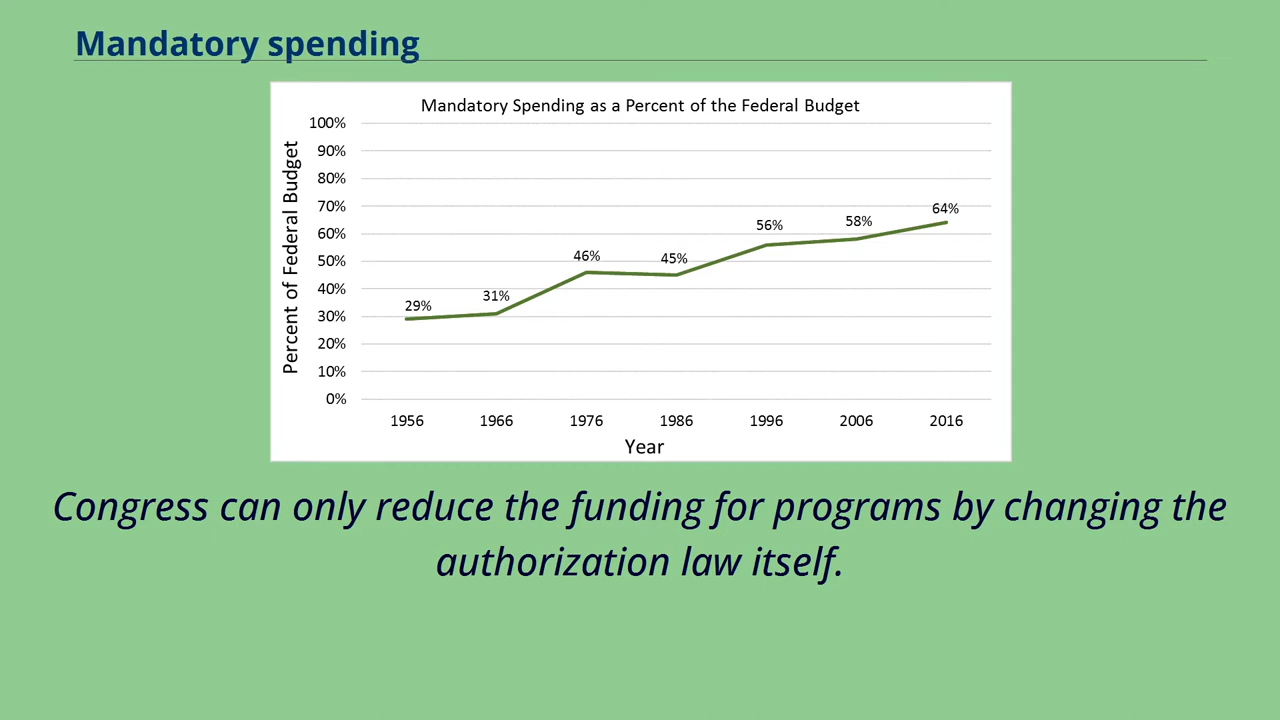 Mandatory spending
Mandatory Spending as a Percent of the Federal Budget
Percent of Federal Budget
100%
90%
80%
70%
60%
50%
40%
30%
20%
10%
0%
29%
31%
46%
45%
56%
58%
64%
1956 1966 1976 1986 1996 2006 2016
Year
Congress can only reduce the funding for programs by changing the
authorization law itself.